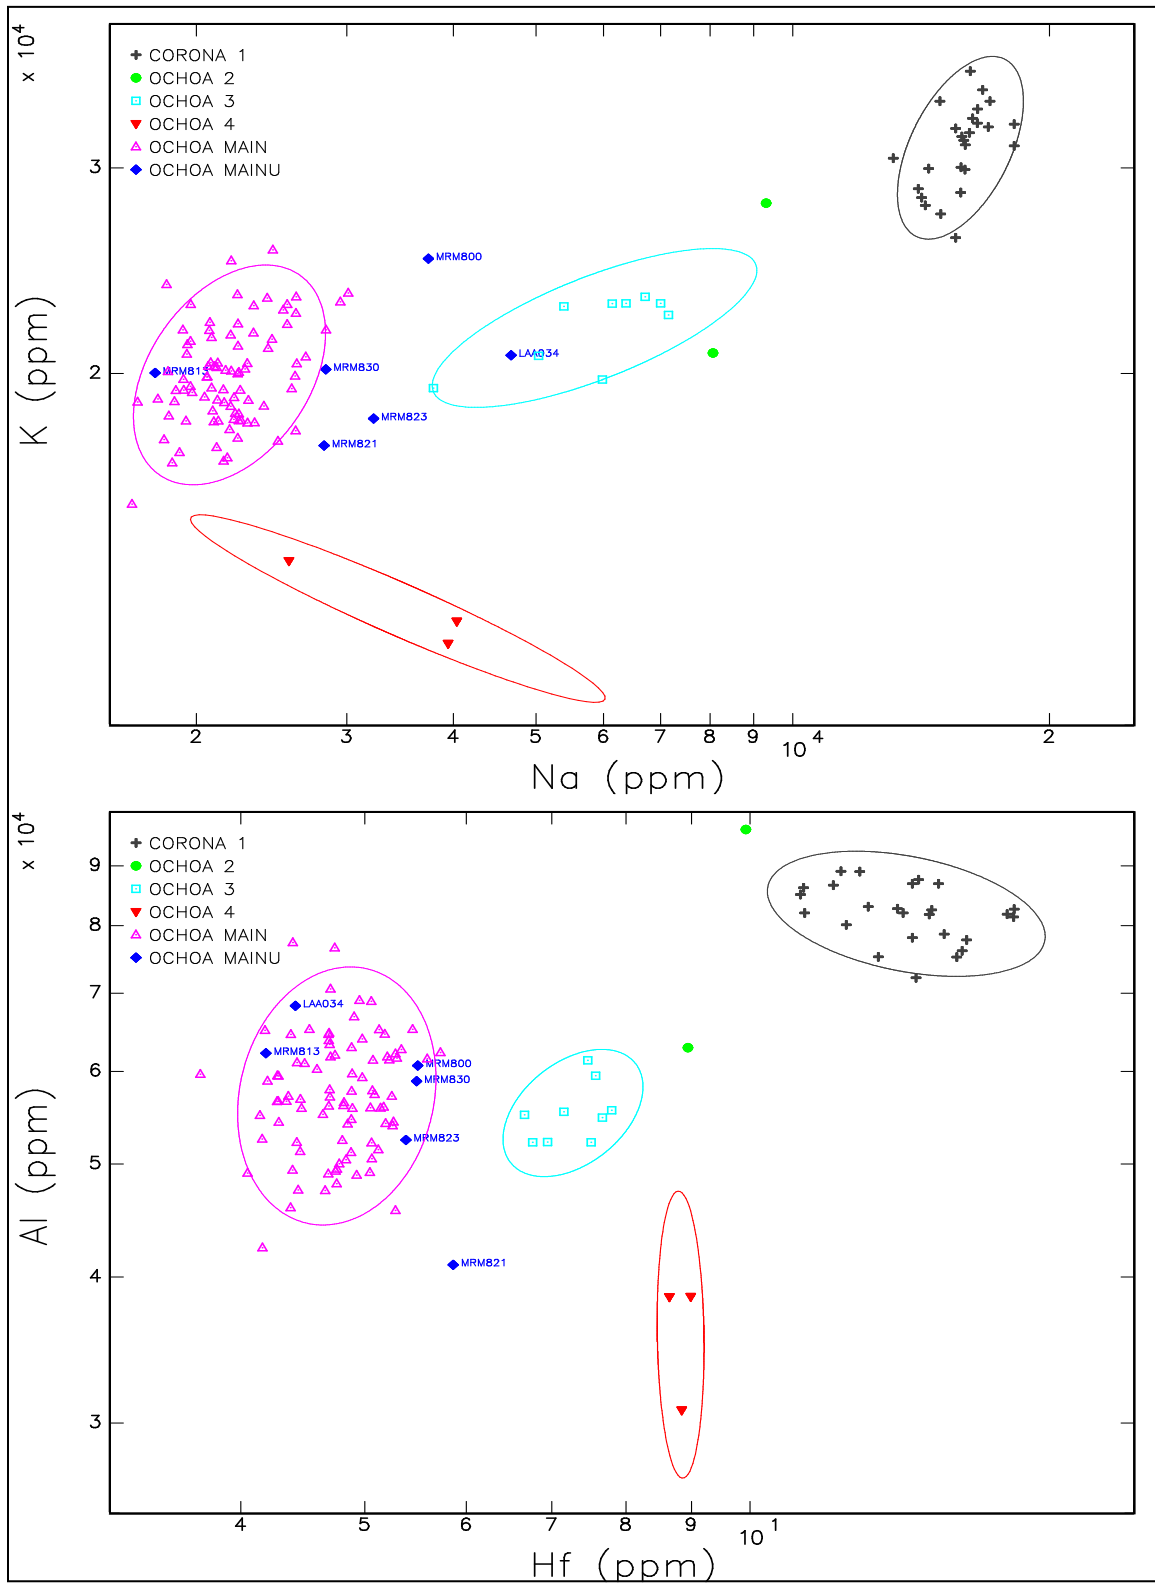 x 10⁴
CORONA 1
OCHOA 2
OCHOA 3
OCHOA 4
OCHOA MAIN
OCHOA MAINU
3
2
K (ppm)
MRM800
LAA034
MRM813
MRM830
MRM823
MRM821
2 3 4 5 6 7 8 9 10⁴ 2
Na (ppm)
x 10⁴
CORONA 1
OCHOA 2
OCHOA 3
OCHOA 4
OCHOA MAIN
OCHOA MAINU
9
8
7
6
5
4
3
Al (ppm)
LAA034
MRM813
MRM800
MRM830
MRM823
MRM821
4 5 6 7 8 9 10¹
Hf (ppm)